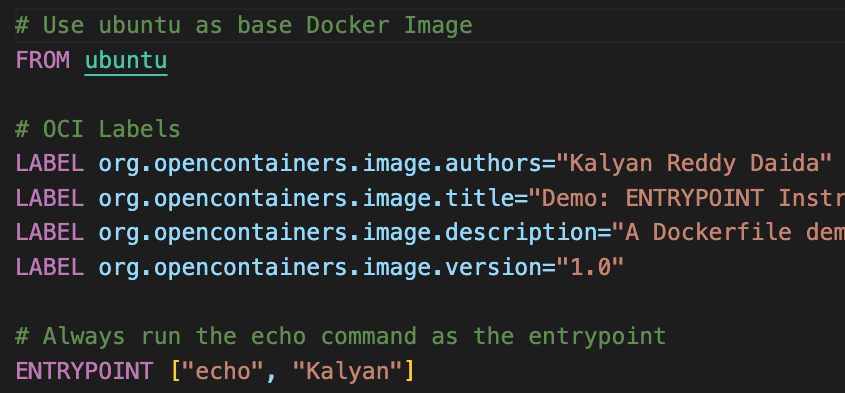 # Use ubuntu as base Docker Image
FROM ubuntu
# OCI Labels
LABEL org.opencontainers.image.authors="Kalyan Reddy Daida"
LABEL org.opencontainers.image.title="Demo: ENTRYPOINT Instr
LABEL org.opencontainers.image.description="A Dockerfile dem
LABEL org.opencontainers.image.version="1.0"
# Always run the echo command as the entrypoint
ENTRYPOINT ["echo", "Kalyan"]